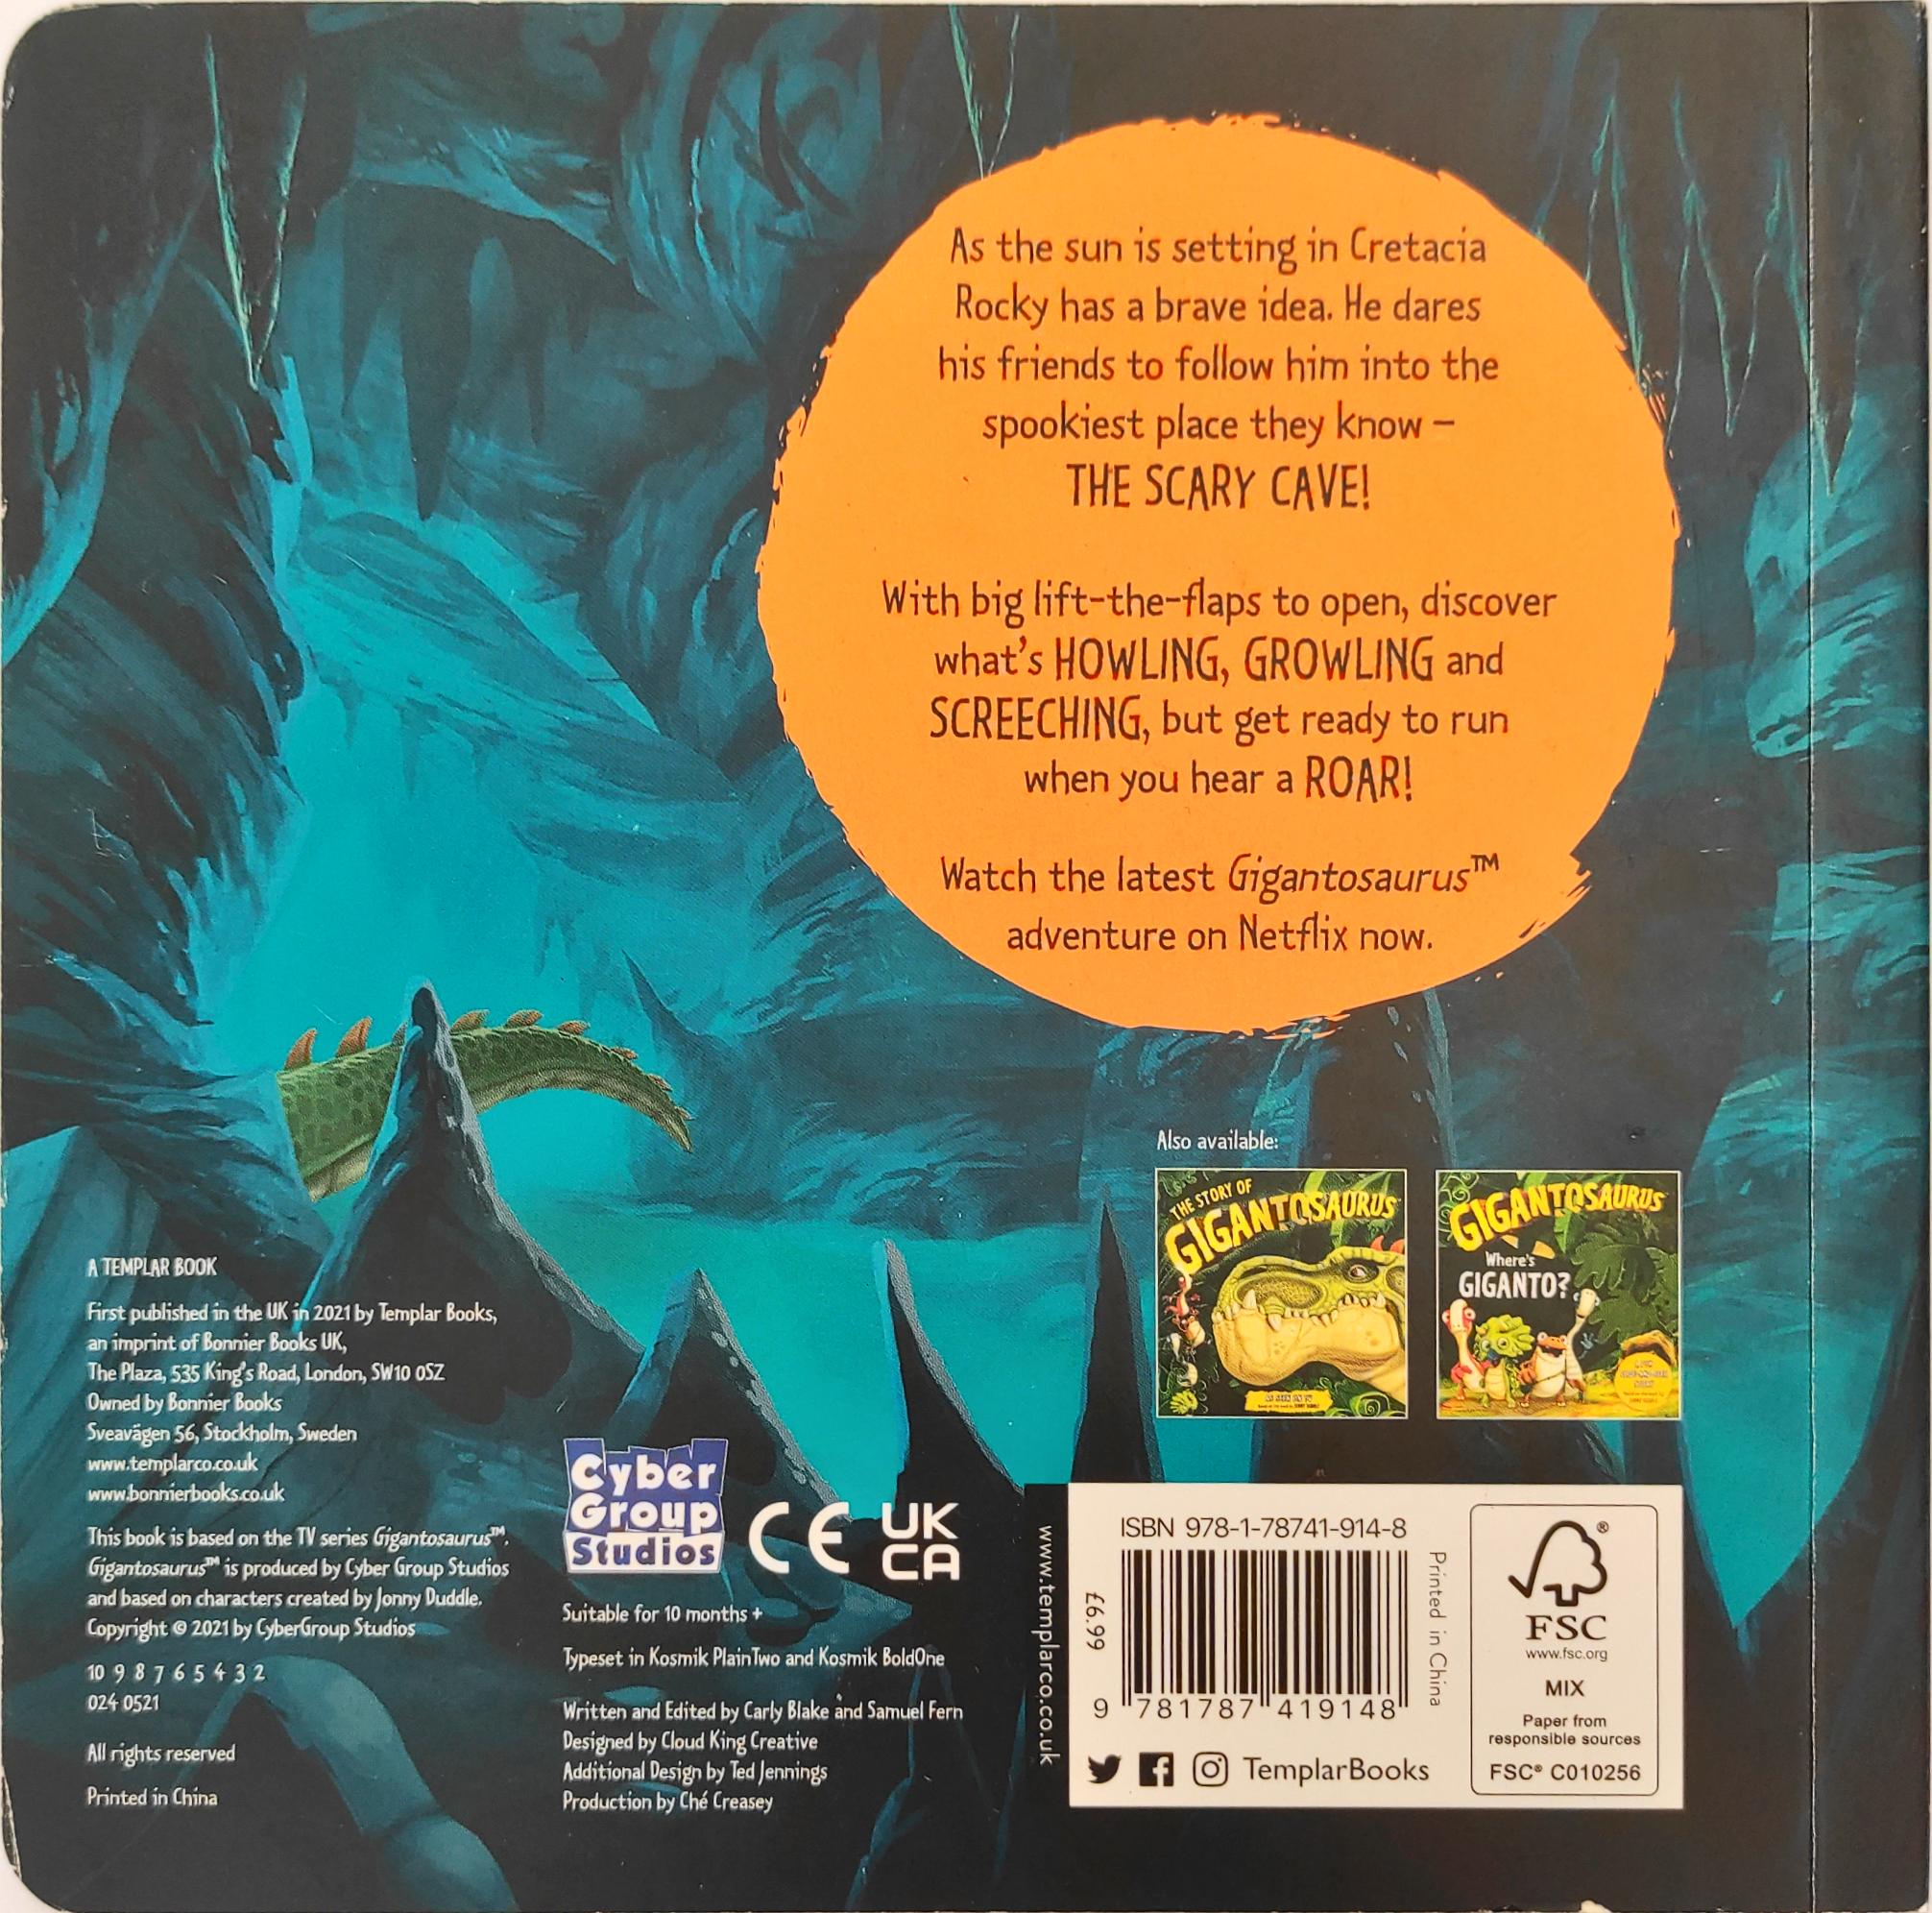 As the sun is setting in Cretacia
Rocky has a brave idea. He dares
his friends to follow him into the
spookiest place they know –
THE SCARY CAVE!
With big lift-the-flaps to open, discover
what's HOWLING, GROWLING and
SCREECHING, but get ready to run
when you hear a ROAR!
Watch the latest Gigantosaurus™
adventure on Netflix now.
Also available:
THE STORY OF
GIGANTOSAURUS
AS SEEN ON TV
GIGANTOSAURUS
Where's
GIGANTO?
A TEMPLAR BOOK
First published in the UK in 2021 by Templar Books,
an imprint of Bonnier Books UK,
The Plaza, 535 King's Road, London, SW10 0SZ
Owned by Bonnier Books
Sveavägen 56, Stockholm, Sweden
www.templarco.co.uk
www.bonnierbooks.co.uk
This book is based on the TV series Gigantosaurus™.
Gigantosaurus™ is produced by Cyber Group Studios
and based on characters created by Jonny Duddle.
Copyright © 2021 by CyberGroup Studios
10 9 8 7 6 5 4 3 2
024 0521
All rights reserved
Printed in China
Cyber
Group
Studios
CE
UK
CA
Suitable for 10 months +
Typeset in Kosmik PlainTwo and Kosmik BoldOne
Written and Edited by Carly Blake and Samuel Fern
Designed by Cloud King Creative
Additional Design by Ted Jennings
Production by Ché Creasey
www.templarco.co.uk
ISBN 978-1-78741-914-8
£6.99
Printed in China
9 781787 419148
TemplarBooks
®
FSC
www.fsc.org
MIX
Paper from
responsible sources
FSC® C010256